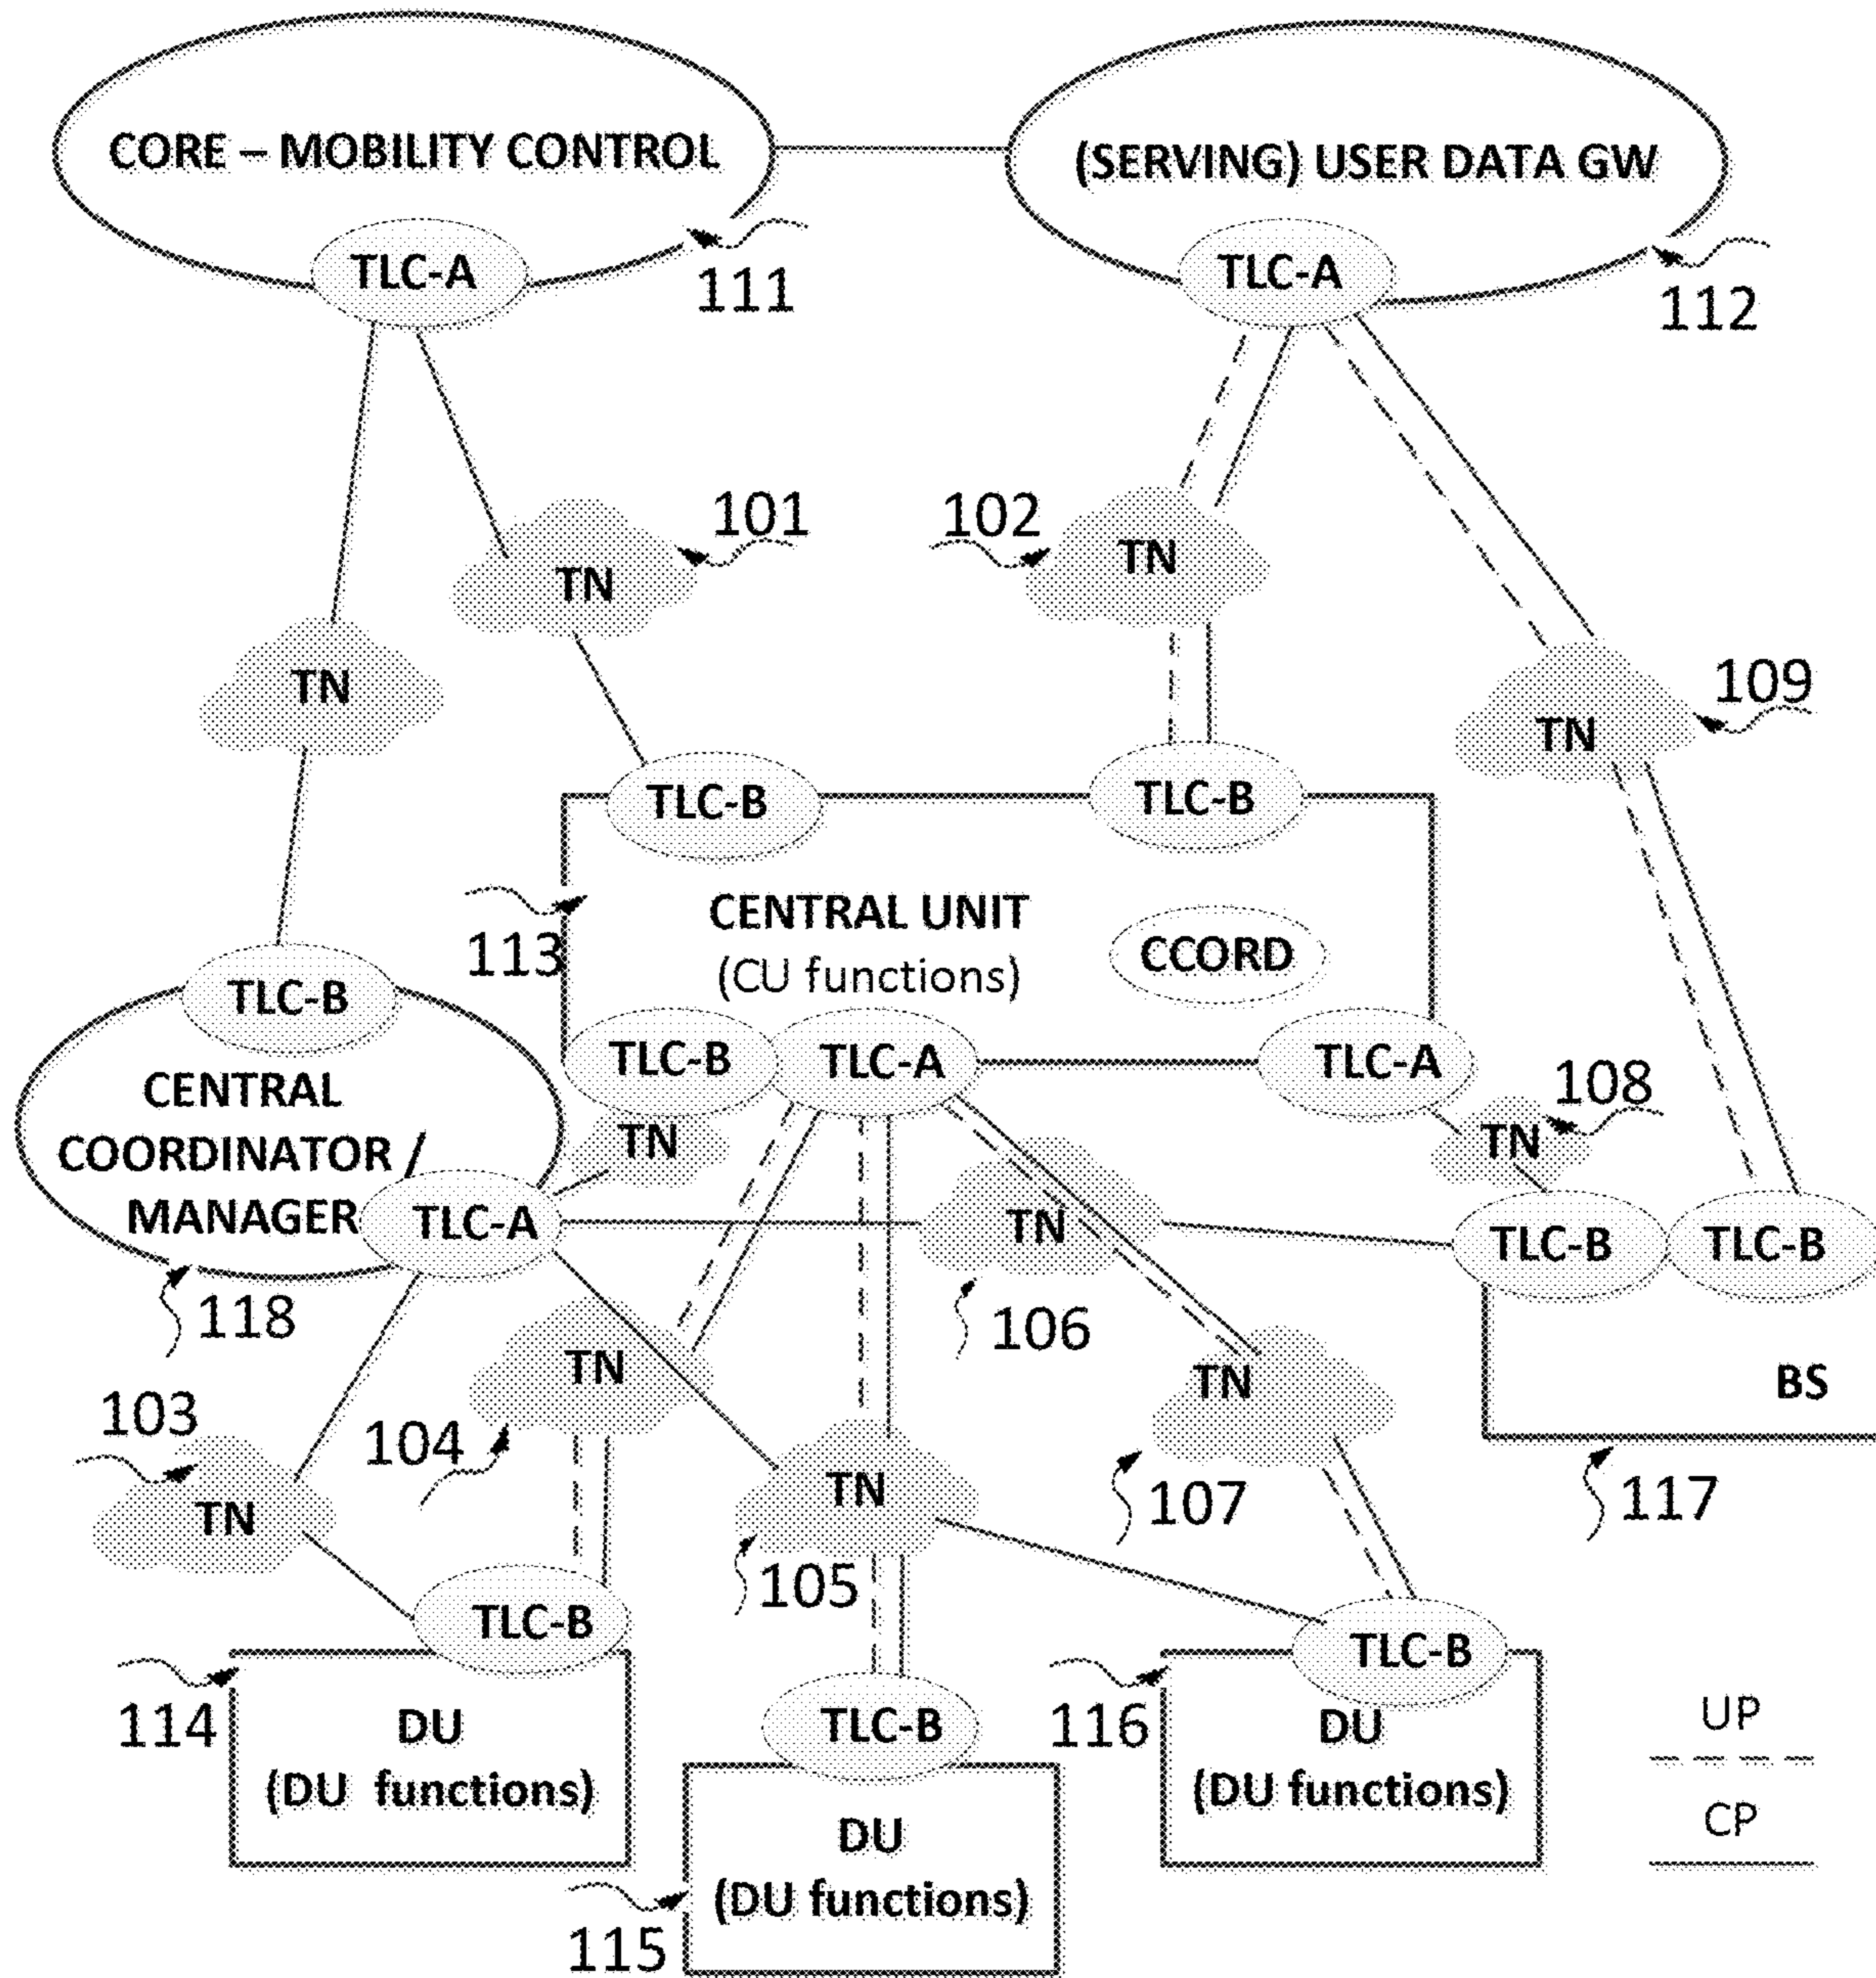 CORE – MOBILITY CONTROL
(SERVING) USER DATA GW
TLC-A
111
TLC-A
112
101
TN
102
TN
TN
109
TN
TLC-B
TLC-B
113
CENTRAL UNIT
(CU functions)
CCORD
TLC-B
TLC-B
TLC-A
TLC-A
CENTRAL
COORDINATOR /
MANAGER
TLC-A
TN
108
TN
TN
106
TLC-B
TLC-B
118
BS
117
103
TN
104
TN
TN
105
TN
107
TLC-B
114
DU
(DU functions)
TLC-B
115
DU
(DU functions)
TLC-B
116
DU
(DU functions)
UP
CP